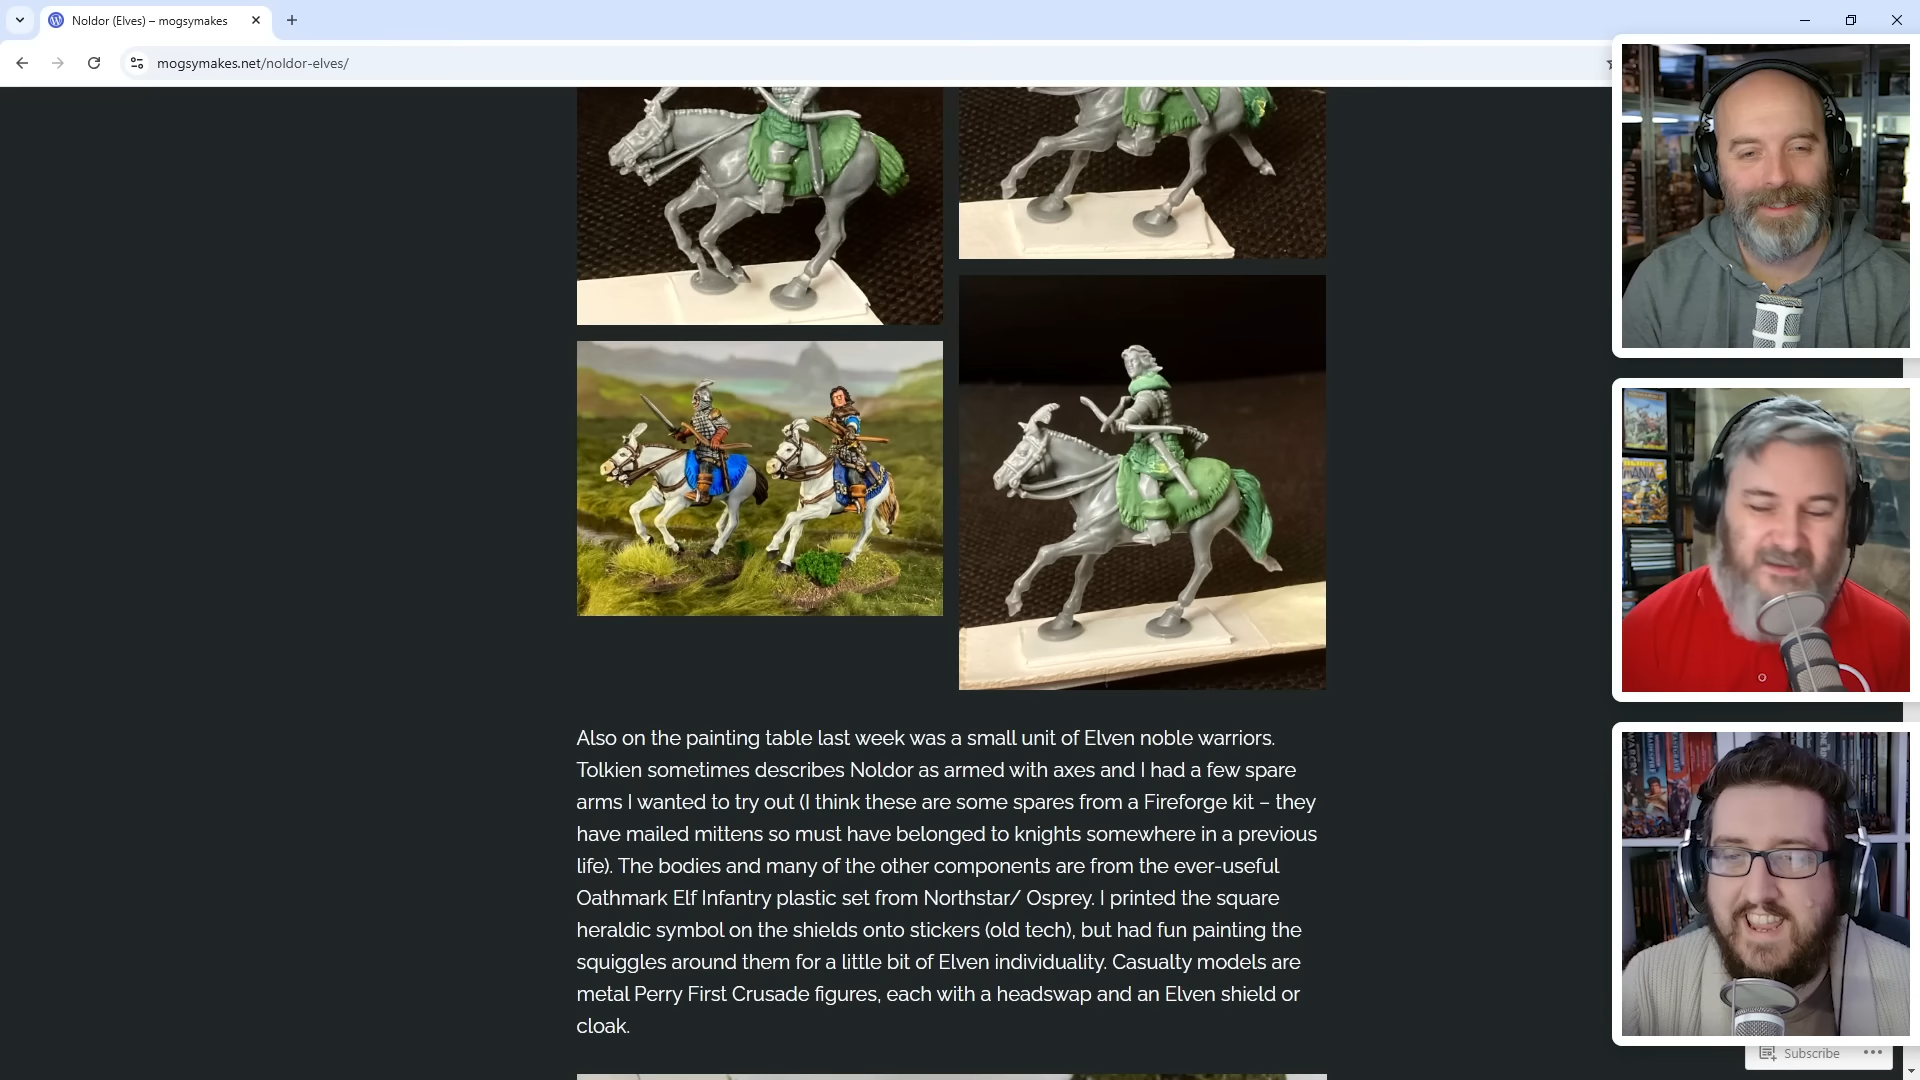 Noldor (Elves) – mogsymakes
mogsymakes.net/noldor-elves/
Also on the painting table last week was a small unit of Elven noble warriors.
Tolkien sometimes describes Noldor as armed with axes and I had a few spare
arms I wanted to try out (I think these are some spares from a Fireforge kit – they
have mailed mittens so must have belonged to knights somewhere in a previous
life). The bodies and many of the other components are from the ever-useful
Oathmark Elf Infantry plastic set from Northstar/ Osprey. I printed the square
heraldic symbol on the shields onto stickers (old tech), but had fun painting the
squiggles around them for a little bit of Elven individuality. Casualty models are
metal Perry First Crusade figures, each with a headswap and an Elven shield or
cloak.
Subscribe